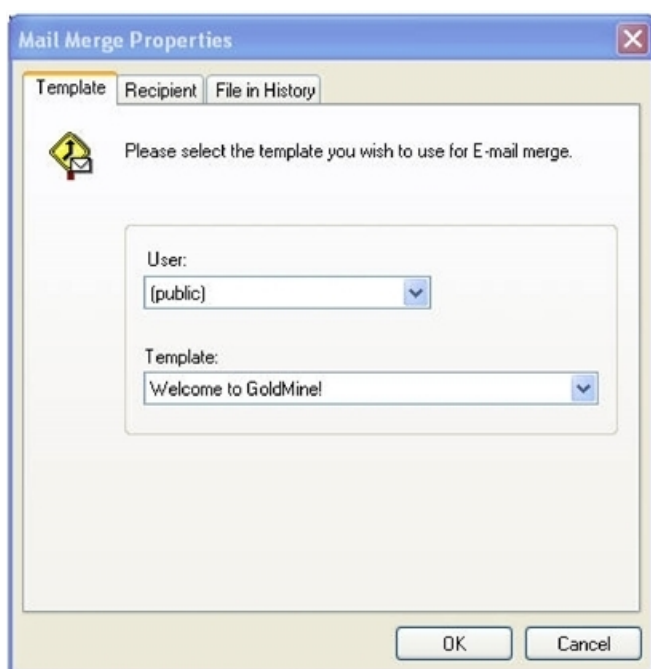 Mail Merge Properties
Template Recipient File in History
Please select the template you wish to use for E-mail merge.
User:
(public)
Template:
Welcome to GoldMine!
OK Cancel